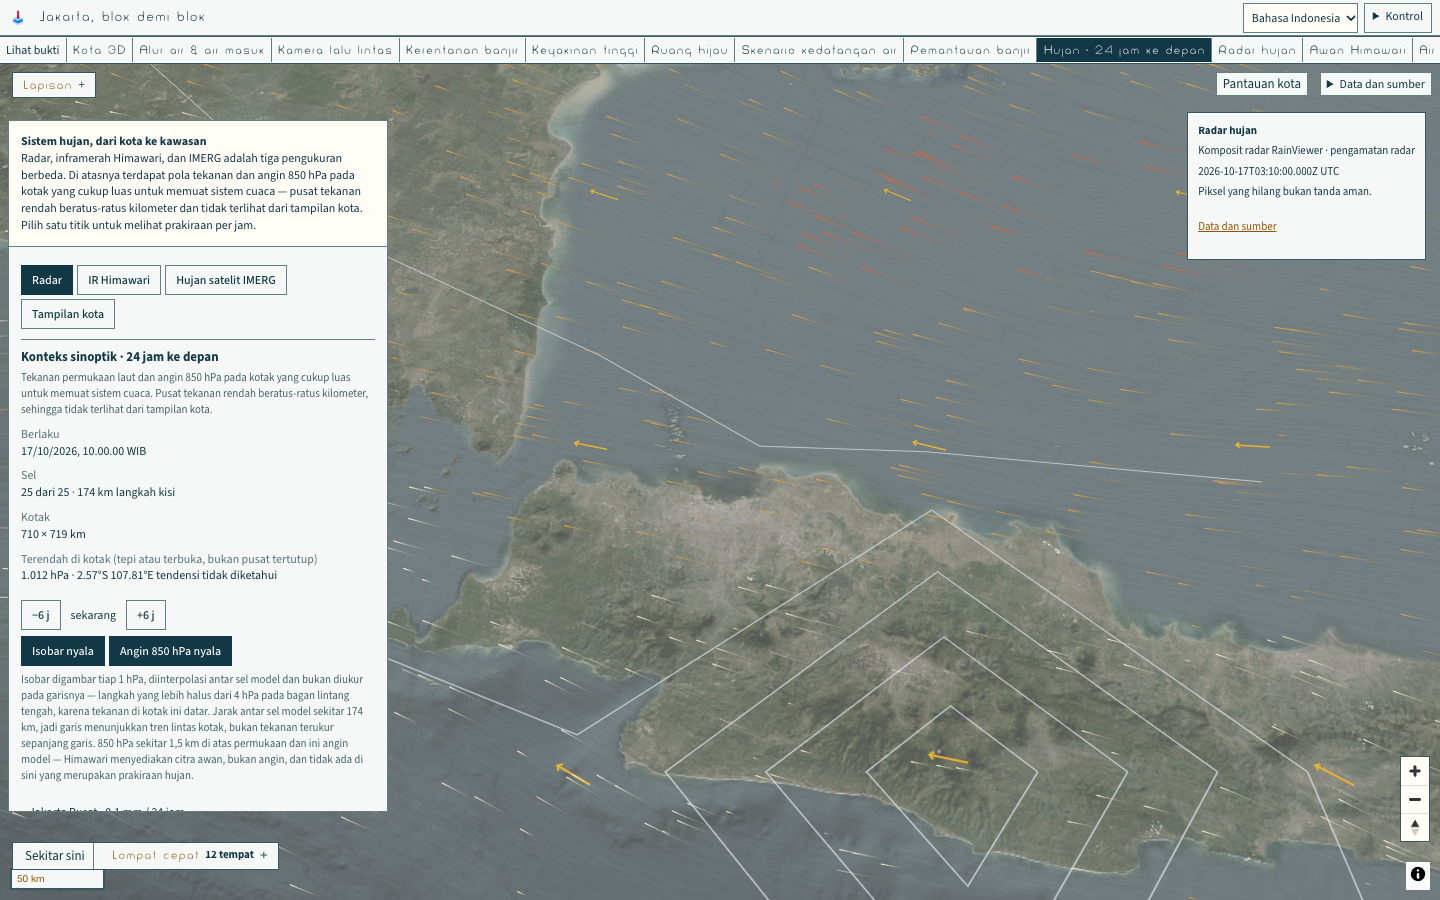 Jakarta, blok demi blok
Bahasa Indonesia
Kontrol
Lihat bukti
Kota 3D
Alur air & air masuk
Kamera lalu lintas
Kerentanan banjir
Keyakinan tinggi
Ruang hijau
Skenario kedatangan air
Pemantauan banjir
Hujan · 24 jam ke depan
Radar hujan
Awan Himawari
Air
Lapisan +
Pantauan kota
Data dan sumber
Sistem hujan, dari kota ke kawasan
Radar, inframerah Himawari, dan IMERG adalah tiga pengukuran
berbeda. Di atasnya terdapat pola tekanan dan angin 850 hPa pada
kotak yang cukup luas untuk memuat sistem cuaca — pusat tekanan
rendah beratus-ratus kilometer dan tidak terlihat dari tampilan kota.
Pilih satu titik untuk melihat prakiraan per jam.
Radar
IR Himawari
Hujan satelit IMERG
Tampilan kota
Konteks sinoptik · 24 jam ke depan
Tekanan permukaan laut dan angin 850 hPa pada kotak yang cukup luas
untuk memuat sistem cuaca. Pusat tekanan rendah beratus-ratus kilometer,
sehingga tidak terlihat dari tampilan kota.
Berlaku
17/10/2026, 10.00.00 WIB
Sel
25 dari 25 · 174 km langkah kisi
Kotak
710 × 719 km
Terendah di kotak (tepi atau terbuka, bukan pusat tertutup)
1.012 hPa · 2.57°S 107.81°E tendensi tidak diketahui
−6 j
sekarang
+6 j
Isobar nyala
Angin 850 hPa nyala
Isobar digambar tiap 1 hPa, diinterpolasi antar sel model dan bukan diukur
pada garisnya — langkah yang lebih halus dari 4 hPa pada bagan lintang
tengah, karena tekanan di kotak ini datar. Jarak antar sel model sekitar 174
km, jadi garis menunjukkan tren lintas kotak, bukan tekanan terukur
sepanjang garis. 850 hPa sekitar 1,5 km di atas permukaan dan ini angin
model — Himawari menyediakan citra awan, bukan angin, dan tidak ada di
sini yang merupakan prakiraan hujan.
Jakarta Pusat · 0.1 mm / 24 jam
Radar hujan
Komposit radar RainViewer · pengamatan radar
2026-10-17T03:10:00.000Z UTC
Piksel yang hilang bukan tanda aman.
Data dan sumber
Sekitar sini
Lompat cepat 12 tempat +
50 km